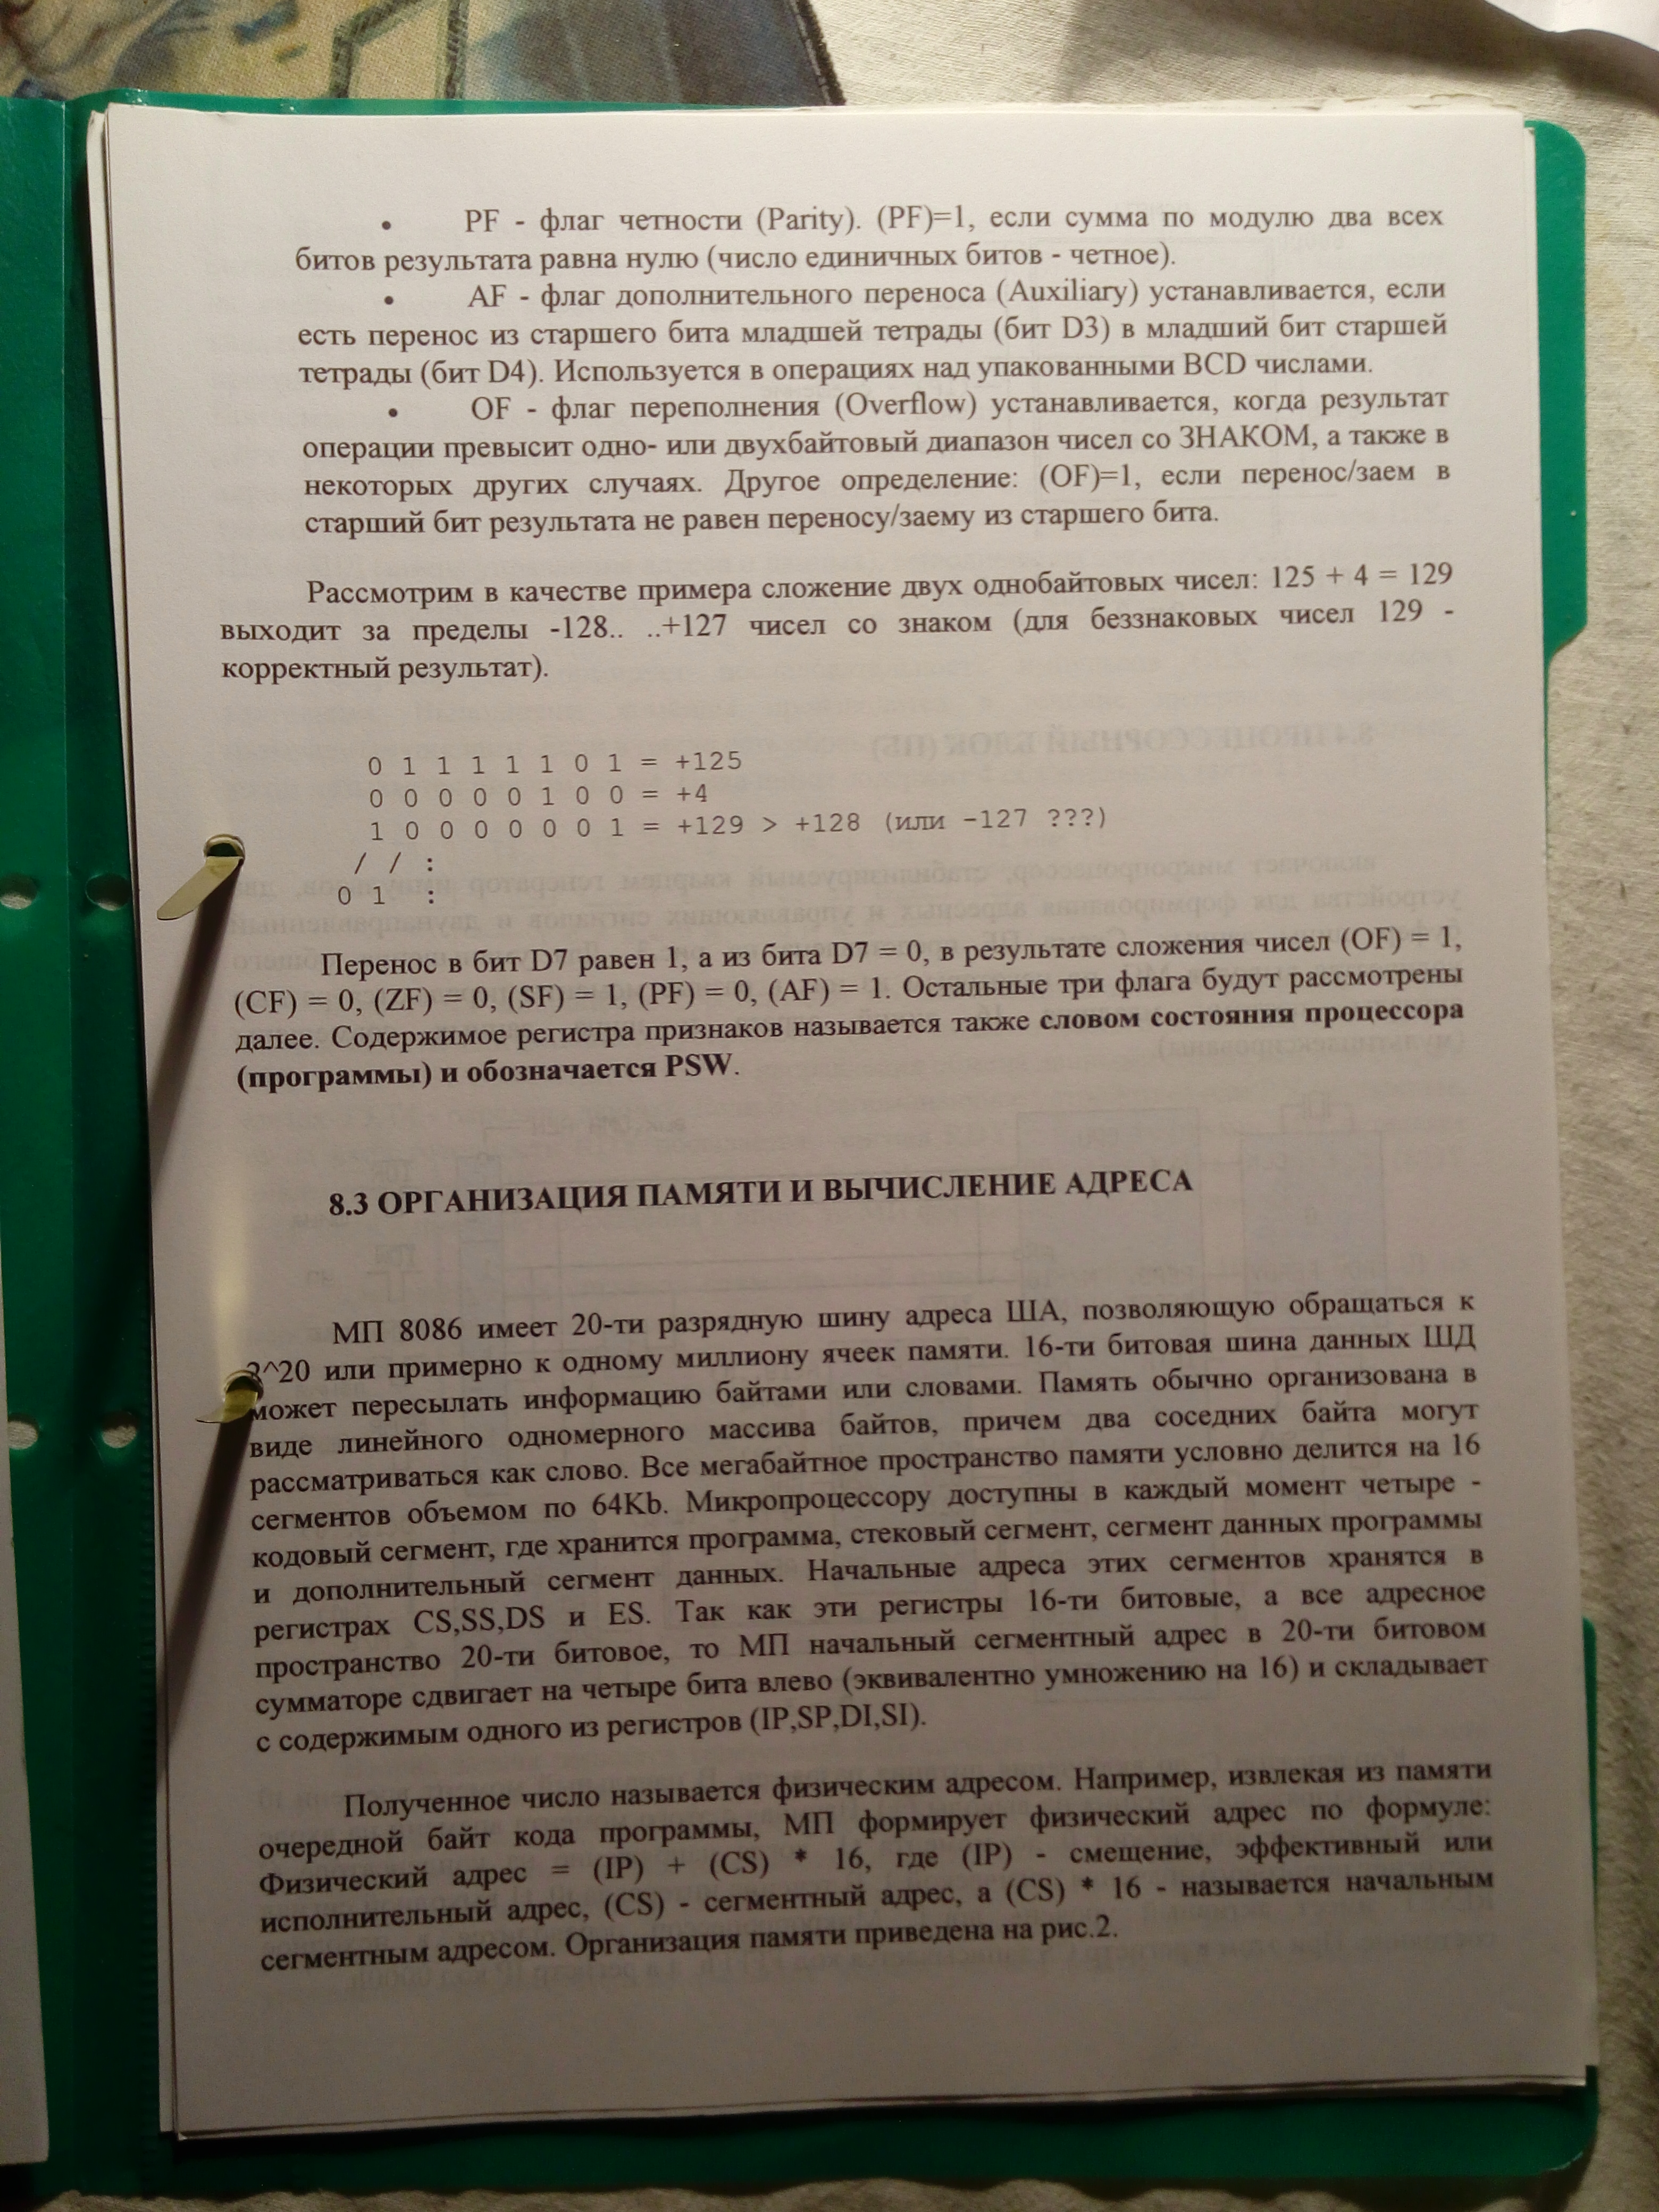 • PF - флаг четности (Parity). (PF)=1, если сумма по модулю два всех
битов результата равна нулю (число единичных битов - четное).
• AF - флаг дополнительного переноса (Auxiliary) устанавливается, если
есть перенос из старшего бита младшей тетрады (бит D3) в младший бит старшей
тетрады (бит D4). Используется в операциях над упакованными BCD числами.
• OF - флаг переполнения (Overflow) устанавливается, когда результат
операции превысит одно- или двухбайтовый диапазон чисел со ЗНАКОМ, а также в
некоторых других случаях. Другое определение: (OF)=1, если перенос/заем в
старший бит результата не равен переносу/заему из старшего бита.
Рассмотрим в качестве примера сложение двух однобайтовых чисел: 125 + 4 = 129
выходит за пределы -128.. ..+127 чисел со знаком (для беззнаковых чисел 129 -
корректный результат).
0 1 1 1 1 1 0 1 = +125
0 0 0 0 0 1 0 0 = +4
1 0 0 0 0 0 0 1 = +129 > +128 (или -127 ???)
/ / :
0 1 :
Перенос в бит D7 равен 1, а из бита D7 = 0, в результате сложения чисел (OF) = 1,
(CF) = 0, (ZF) = 0, (SF) = 1, (PF) = 0, (AF) = 1. Остальные три флага будут рассмотрены
далее. Содержимое регистра признаков называется также словом состояния процессора
(программы) и обозначается PSW.
8.3 ОРГАНИЗАЦИЯ ПАМЯТИ И ВЫЧИСЛЕНИЕ АДРЕСА
МП 8086 имеет 20-ти разрядную шину адреса ША, позволяющую обращаться к
2^20 или примерно к одному миллиону ячеек памяти. 16-ти битовая шина данных ШД
может пересылать информацию байтами или словами. Память обычно организована в
виде линейного одномерного массива байтов, причем два соседних байта могут
рассматриваться как слово. Все мегабайтное пространство памяти условно делится на 16
сегментов объемом по 64Kb. Микропроцессору доступны в каждый момент четыре -
кодовый сегмент, где хранится программа, стековый сегмент, сегмент данных программы
и дополнительный сегмент данных. Начальные адреса этих сегментов хранятся в
регистрах CS,SS,DS и ES. Так как эти регистры 16-ти битовые, а все адресное
пространство 20-ти битовое, то МП начальный сегментный адрес в 20-ти битовом
сумматоре сдвигает на четыре бита влево (эквивалентно умножению на 16) и складывает
с содержимым одного из регистров (IP,SP,DI,SI).
Полученное число называется физическим адресом. Например, извлекая из памяти
очередной байт кода программы, МП формирует физический адрес по формуле:
Физический адрес = (IP) + (CS) * 16, где (IP) - смещение, эффективный или
исполнительный адрес, (CS) - сегментный адрес, а (CS) * 16 - называется начальным
сегментным адресом. Организация памяти приведена на рис.2.